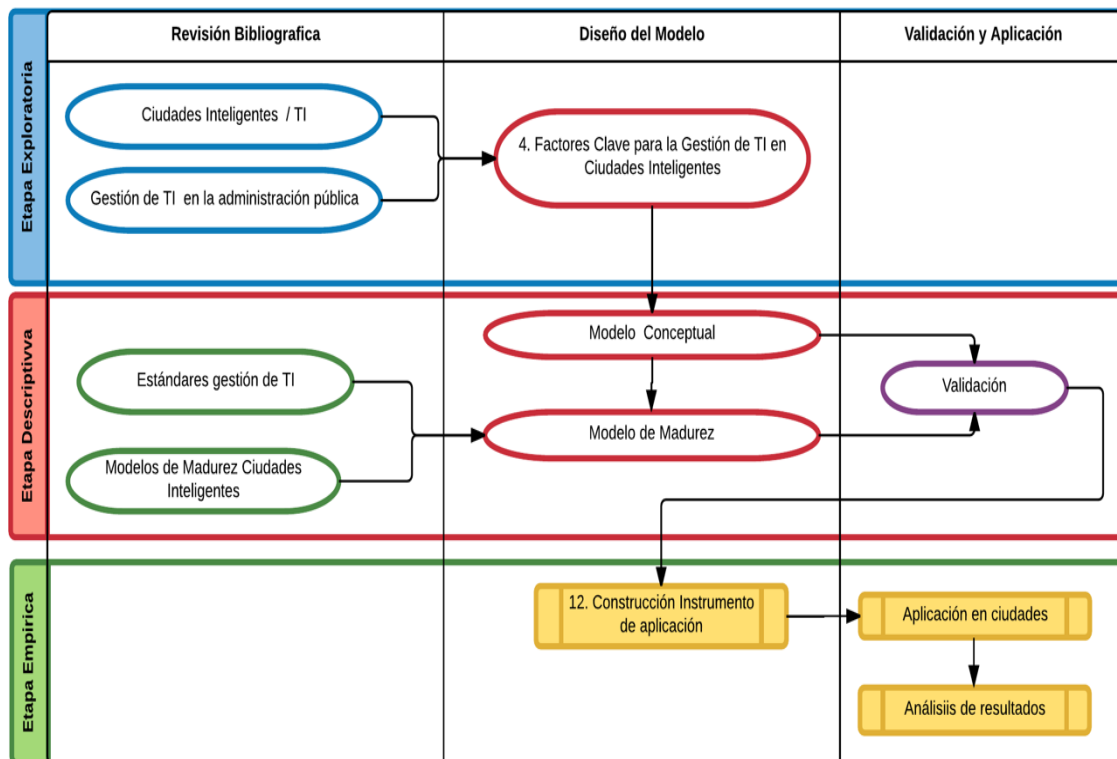 Revisión Bibliografica
Diseño del Modelo
Validación y Aplicación
Etapa Exploratoria
Ciudades Inteligentes / TI
Gestión de TI en la administración pública
4. Factores Clave para la Gestión de TI en
Ciudades Inteligentes
Etapa Descriptivva
Estándares gestión de TI
Modelos de Madurez Ciudades
Inteligentes
Modelo Conceptual
Modelo de Madurez
Validación
Etapa Empirica
12. Construcción Instrumento
de aplicación
Aplicación en ciudades
Análisiis de resultados